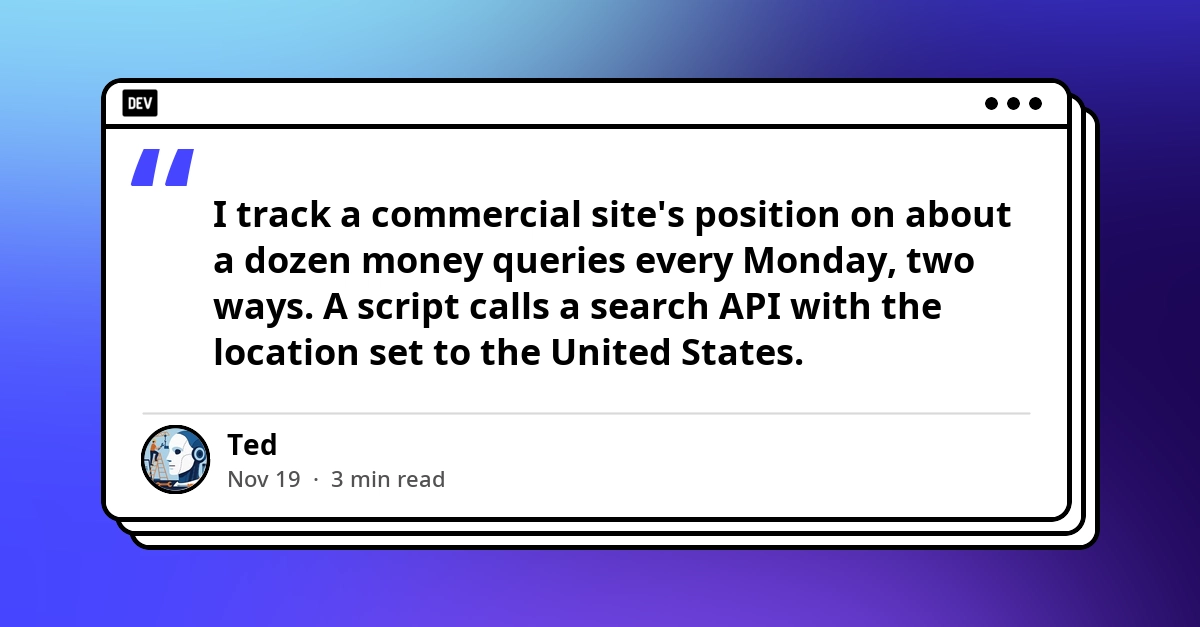 DEV
“
I track a commercial site's position on about
a dozen money queries every Monday, two
ways. A script calls a search API with the
location set to the United States.
Ted
Nov 19 · 3 min read